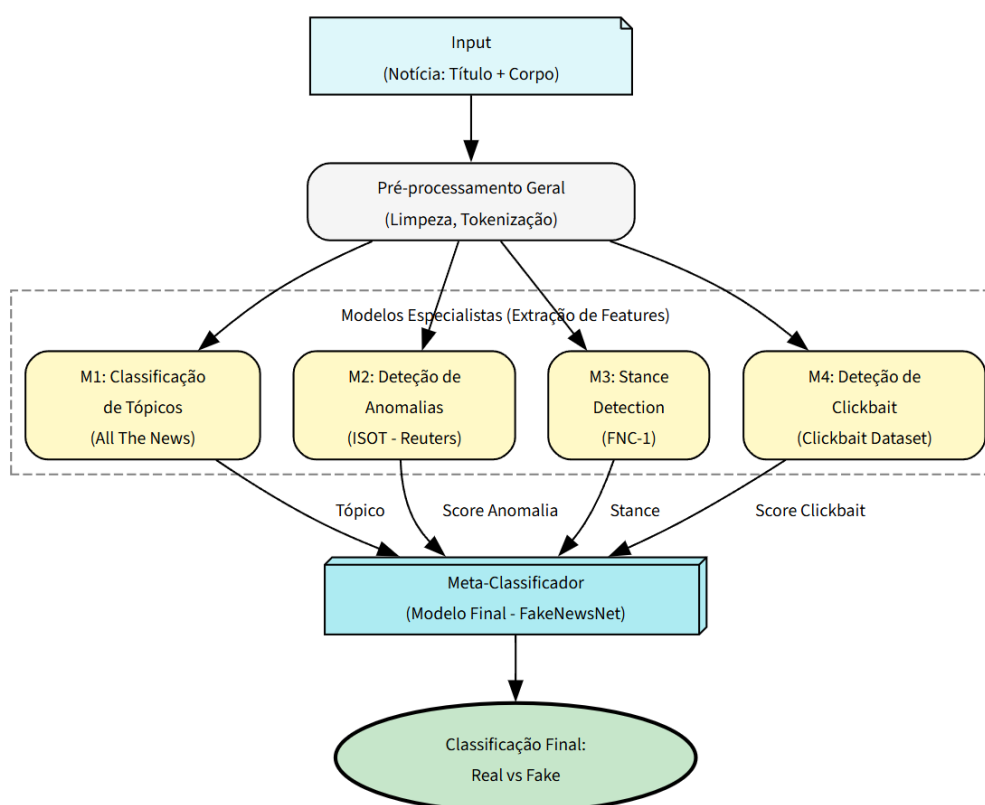 Input
(Notícia: Título + Corpo)
Pré-processamento Geral
(Limpeza, Tokenização)
Modelos Especialistas (Extração de Features)
M1: Classificação
de Tópicos
(All The News)
M2: Deteção de
Anomalias
(ISOT - Reuters)
M3: Stance
Detection
(FNC-1)
M4: Deteção de
Clickbait
(Clickbait Dataset)
Tópico
Score Anomalia
Stance
Score Clickbait
Meta-Classificador
(Modelo Final - FakeNewsNet)
Classificação Final:
Real vs Fake